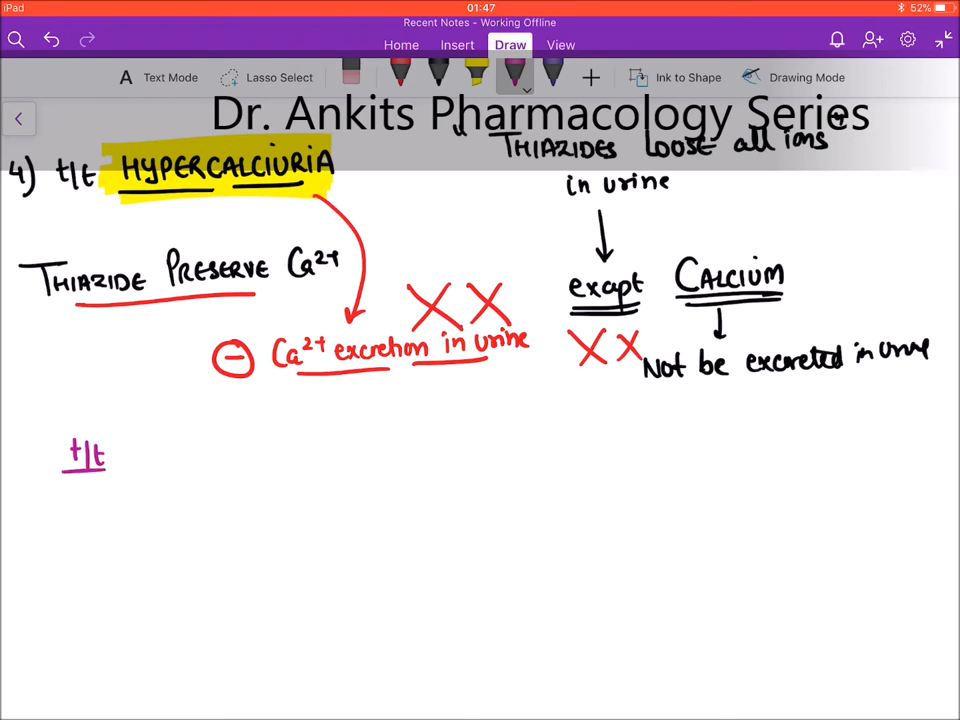 iPad
01:47
52%
Recent Notes - Working Offline
Home Insert Draw View
A Text Mode Lasso Select Ink to Shape Drawing Mode
Dr. Ankits Pharmacology Series
4) t/t HYPERCALCIURIA
THIAZIDES LOOSE all ions
in urine
THIAZIDE PRESERVE Ca2+
exapt CALCIUM
⊖ Ca2+ excretion in urine
Not be excreted in urine
t/t